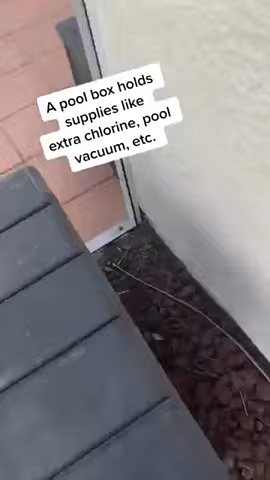 A pool box holds
supplies like
extra chlorine, pool
vacuum, etc.